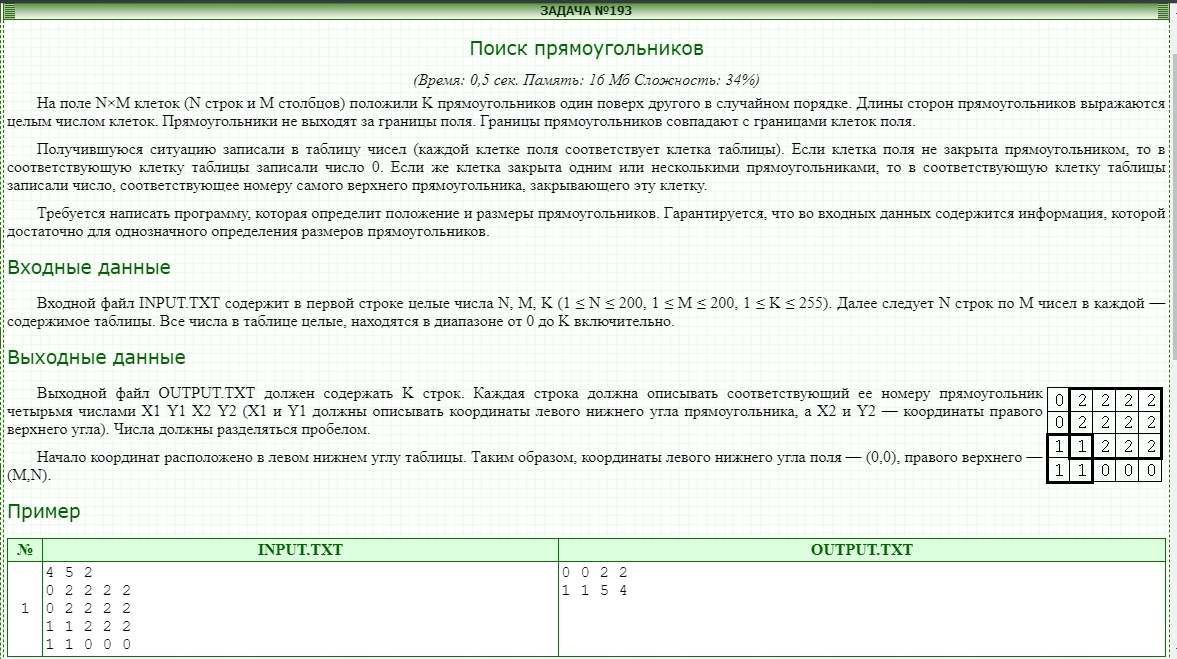 ЗАДАЧА №193
Поиск прямоугольников
(Время: 0,5 сек. Память: 16 Мб Сложность: 34%)
На поле N×M клеток (N строк и M столбцов) положили K прямоугольников один поверх другого в случайном порядке. Длины сторон прямоугольников выражаются
целым числом клеток. Прямоугольники не выходят за границы поля. Границы прямоугольников совпадают с границами клеток поля.
Получившуюся ситуацию записали в таблицу чисел (каждой клетке поля соответствует клетка таблицы). Если клетка поля не закрыта прямоугольником, то в
соответствующую клетку таблицы записали число 0. Если же клетка закрыта одним или несколькими прямоугольниками, то в соответствующую клетку таблицы
записали число, соответствующее номеру самого верхнего прямоугольника, закрывающего эту клетку.
Требуется написать программу, которая определит положение и размеры прямоугольников. Гарантируется, что во входных данных содержится информация, которой
достаточно для однозначного определения размеров прямоугольников.
Входные данные
Входной файл INPUT.TXT содержит в первой строке целые числа N, M, K (1 ≤ N ≤ 200, 1 ≤ M ≤ 200, 1 ≤ K ≤ 255). Далее следует N строк по M чисел в каждой —
содержимое таблицы. Все числа в таблице целые, находятся в диапазоне от 0 до K включительно.
Выходные данные
Выходной файл OUTPUT.TXT должен содержать K строк. Каждая строка должна описывать соответствующий ее номеру прямоугольник
четырьмя числами X1 Y1 X2 Y2 (X1 и Y1 должны описывать координаты левого нижнего угла прямоугольника, а X2 и Y2 — координаты правого
верхнего угла). Числа должны разделяться пробелом.
Начало координат расположено в левом нижнем углу таблицы. Таким образом, координаты левого нижнего угла поля — (0,0), правого верхнего —
(M,N).
0 2 2 2 2
0 2 2 2 2
1 1 2 2 2
1 1 0 0 0
Пример
№ INPUT.TXT OUTPUT.TXT
1
4 5 2
0 2 2 2 2
0 2 2 2 2
1 1 2 2 2
1 1 0 0 0
0 0 2 2
1 1 5 4